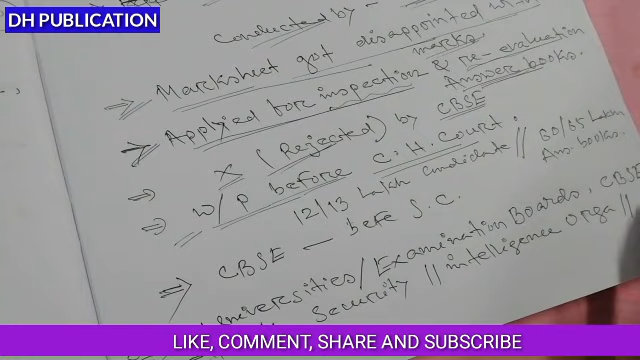 DH PUBLICATION
Conducted by -
⇒ Marksheet got disappointed with marks
⇒ Applied for inspection & re-evaluation
Answer books.
⇒ X (Rejected) by CBSE
⇒ W/P before C. H. Court.
12/13 Lakh candidate // 60/65 Lakh
Ans. books.
⇒ CBSE — befe S.C.
Universities/Examination Boards, CBSE
Security // intelligence orga //
LIKE, COMMENT, SHARE AND SUBSCRIBE